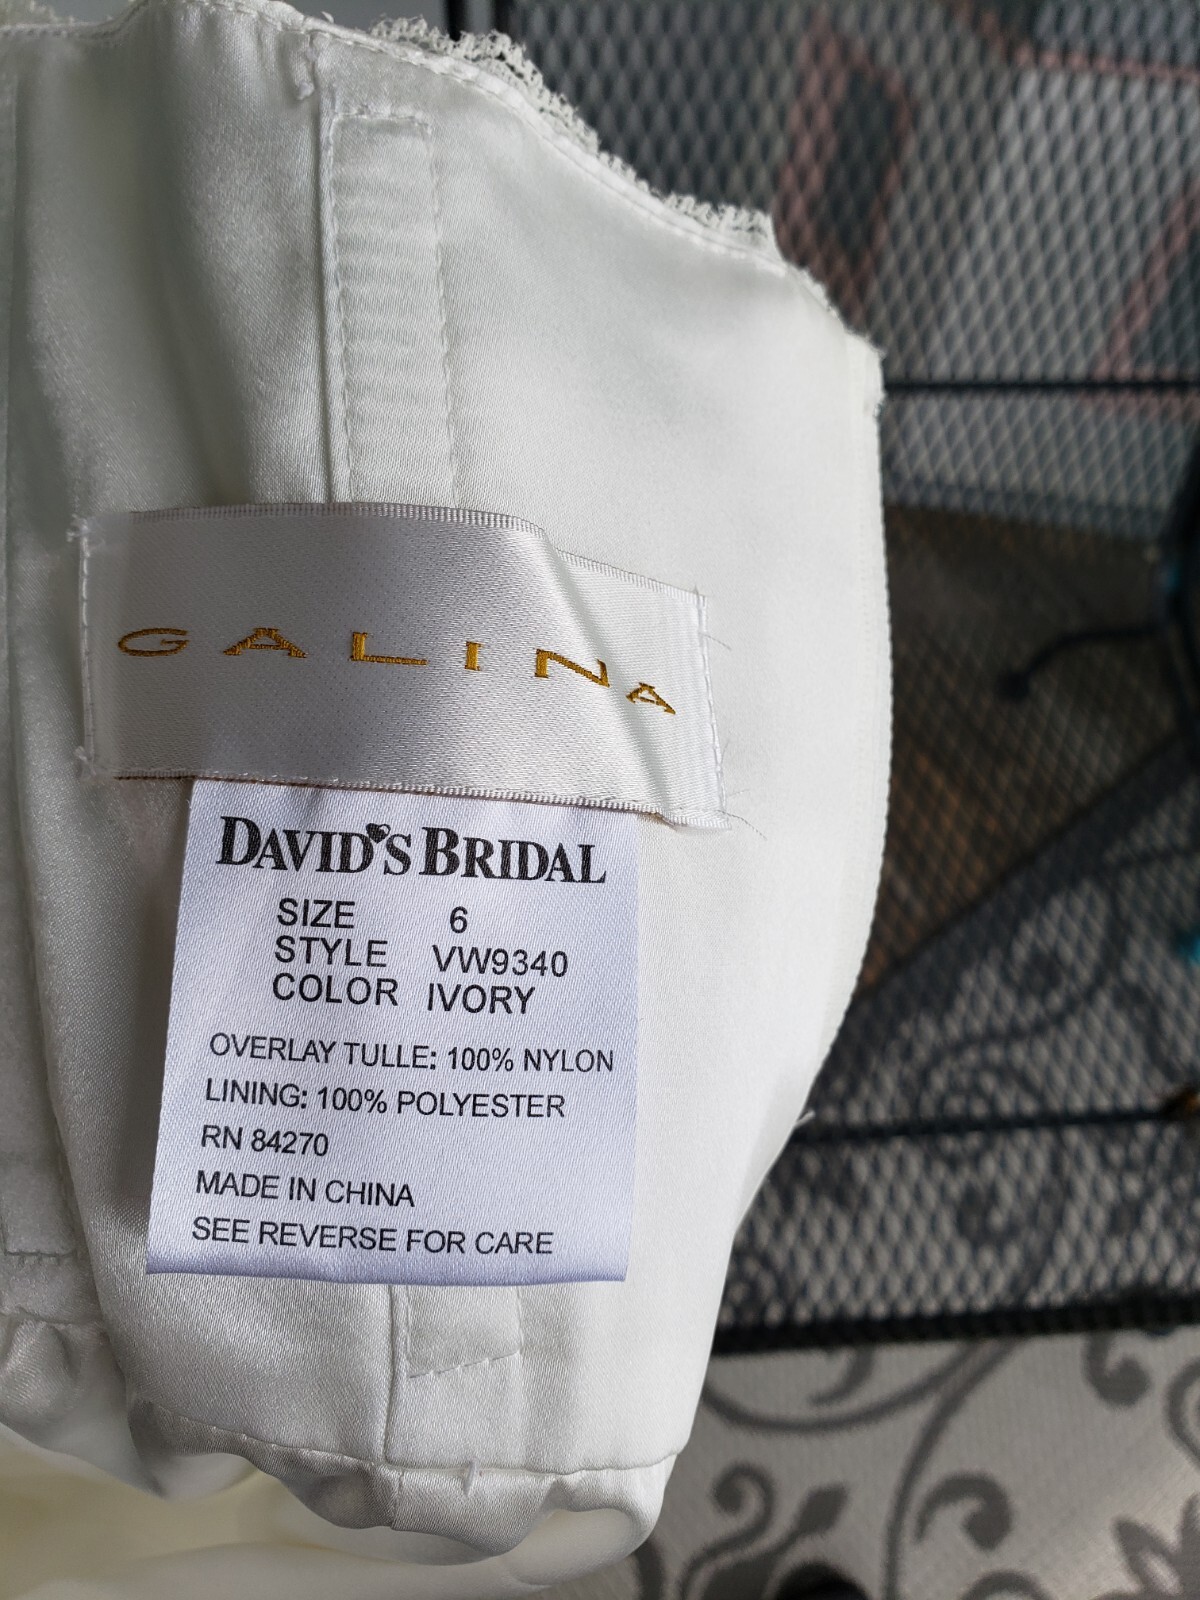 GALINA
DAVID'S BRIDAL
SIZE 6
STYLE VW9340
COLOR IVORY
OVERLAY TULLE: 100% NYLON
LINING: 100% POLYESTER
RN 84270
MADE IN CHINA
SEE REVERSE FOR CARE